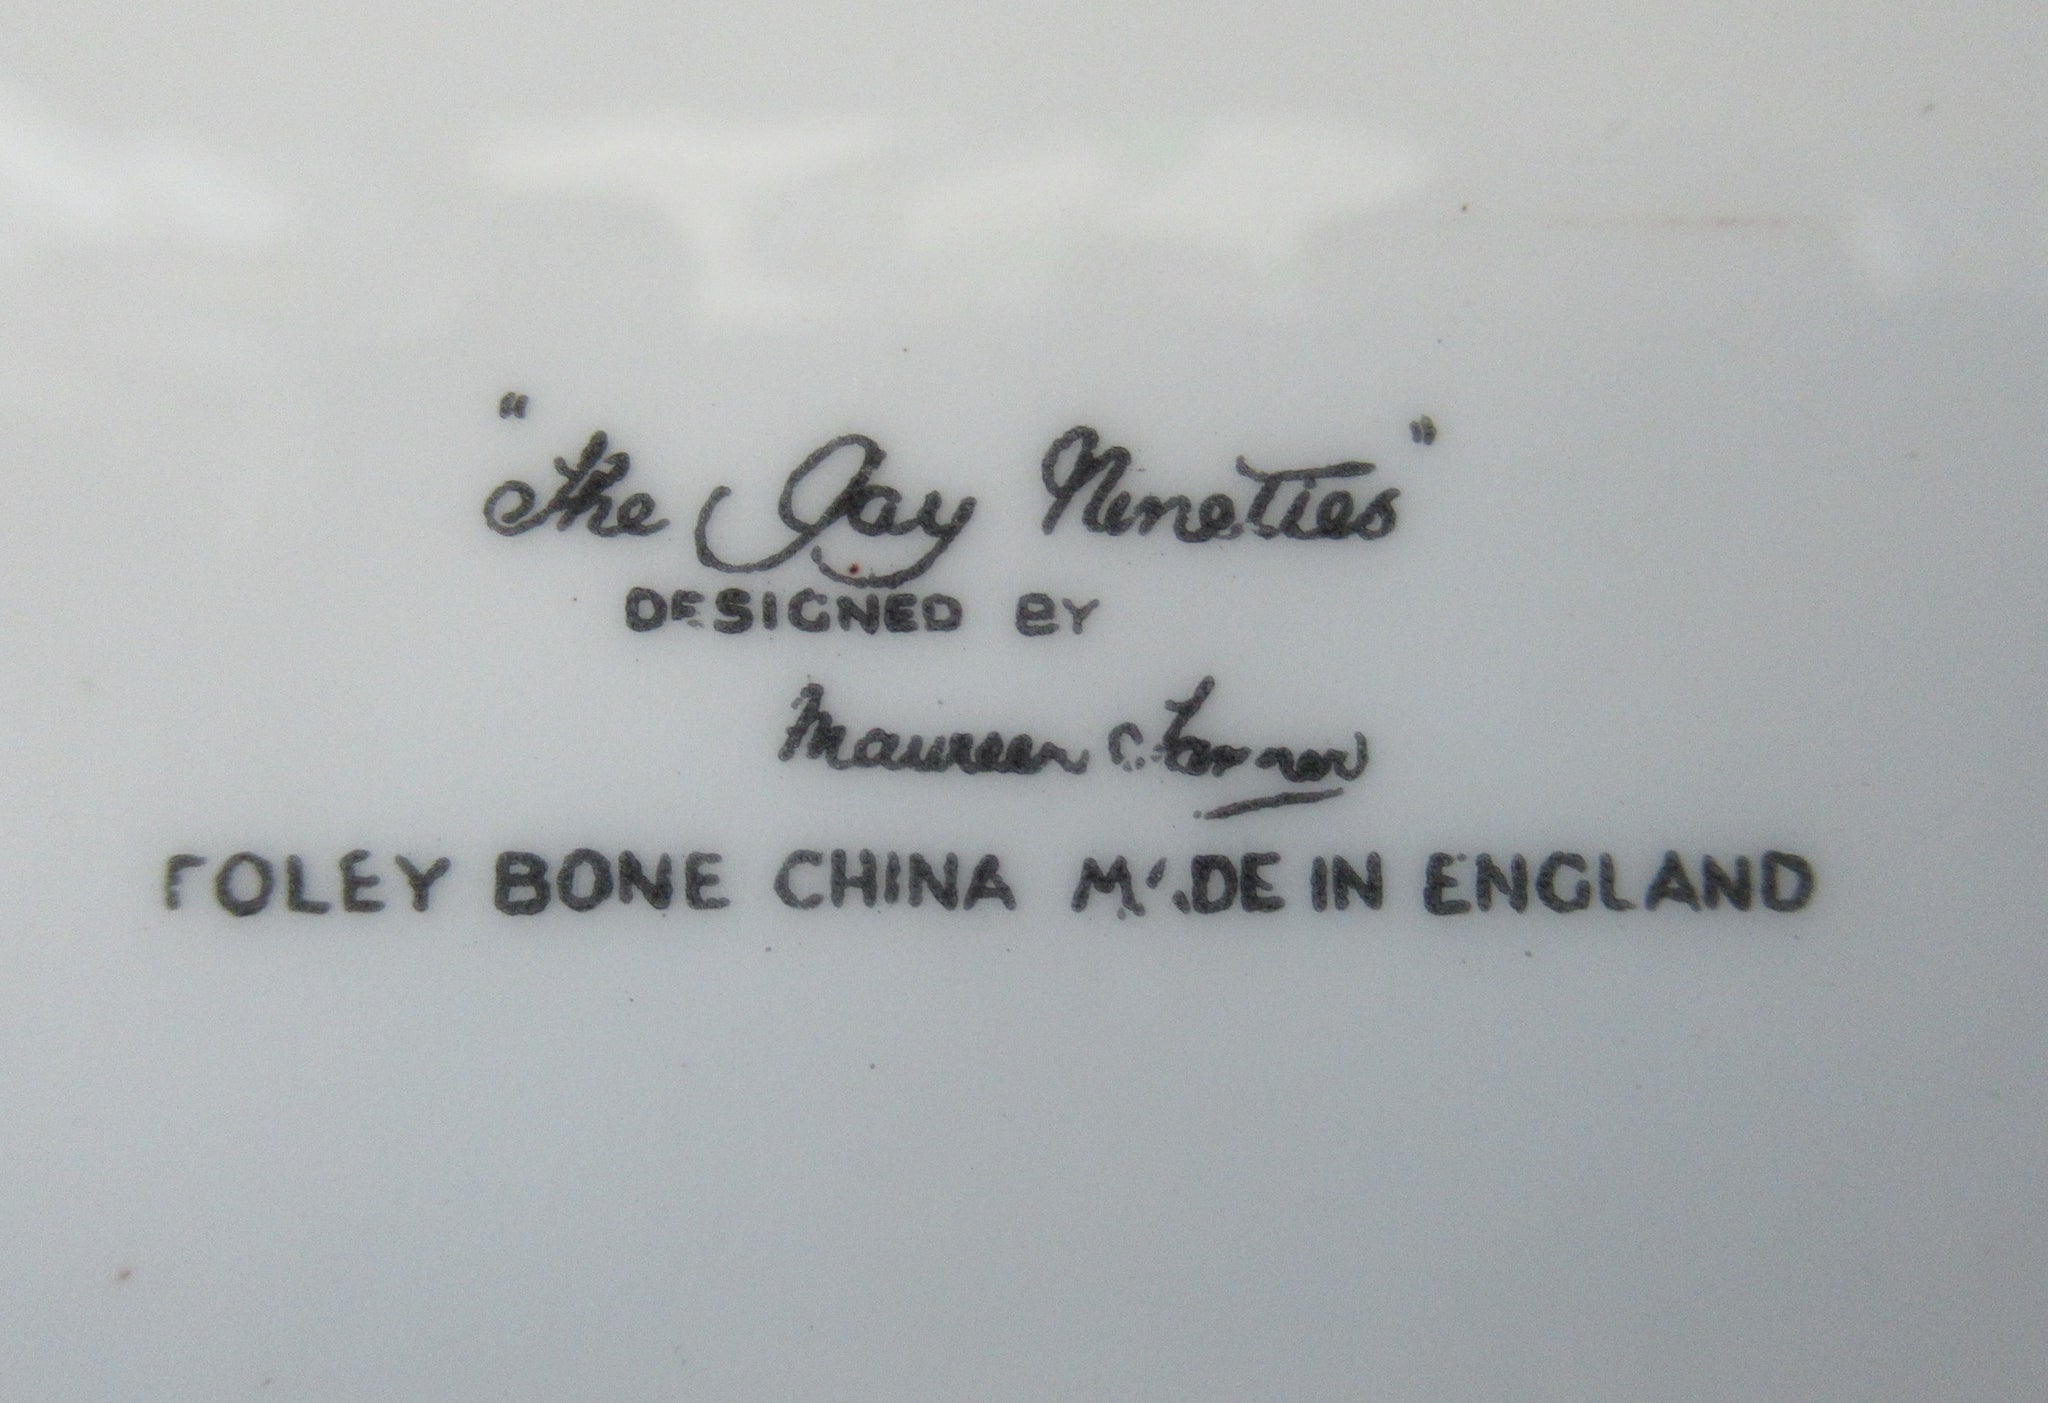 "The Gay Nineties"
DESIGNED BY
Maureen
FOLEY BONE CHINA MADE IN ENGLAND